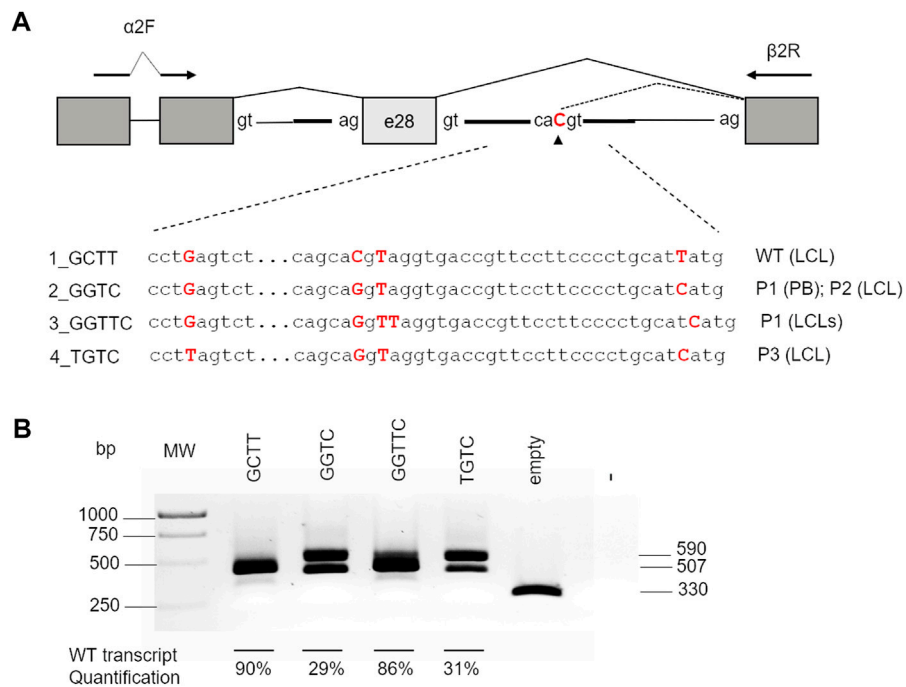 A
α2F
β2R
gt
ag
e28
gt
caCgt
ag
1_GCTT cctGagtct...cagcaCgTaggtgaccgttccttcccctgcatTatg WT (LCL)
2_GGTC cctGagtct...cagcaGgTaggtgaccgttccttcccctgcatCatg P1 (PB); P2 (LCL)
3_GGTTC cctGagtct...cagcaGgTTaggtgaccgttccttcccctgcatCatg P1 (LCLs)
4_TGTC cctTagtct...cagcaGgTaggtgaccgttccttcccctgcatCatg P3 (LCL)
B
bp
MW
GCTT
GGTC
GGTTC
TGTC
empty
-
1000
750
500
250
590
507
330
WT transcript
Quantification
90% 29% 86% 31%